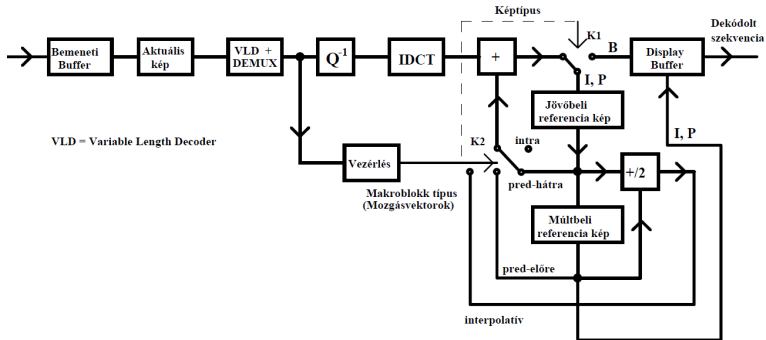 Képtípus
K1
Dekódolt
szekvencia
Bemeneti
Buffer
Aktuális
kép
VLD +
DEMUX
Q-1
IDCT
+
B
Display
Buffer
I, P
Jövőbeli
referencia kép
I, P
VLD = Variable Length Decoder
K2
intra
Vezérlés
+/2
pred-hátra
Makroblokk típus
(Mozgásvektorok)
Múltbeli
referencia kép
pred-előre
interpolatív